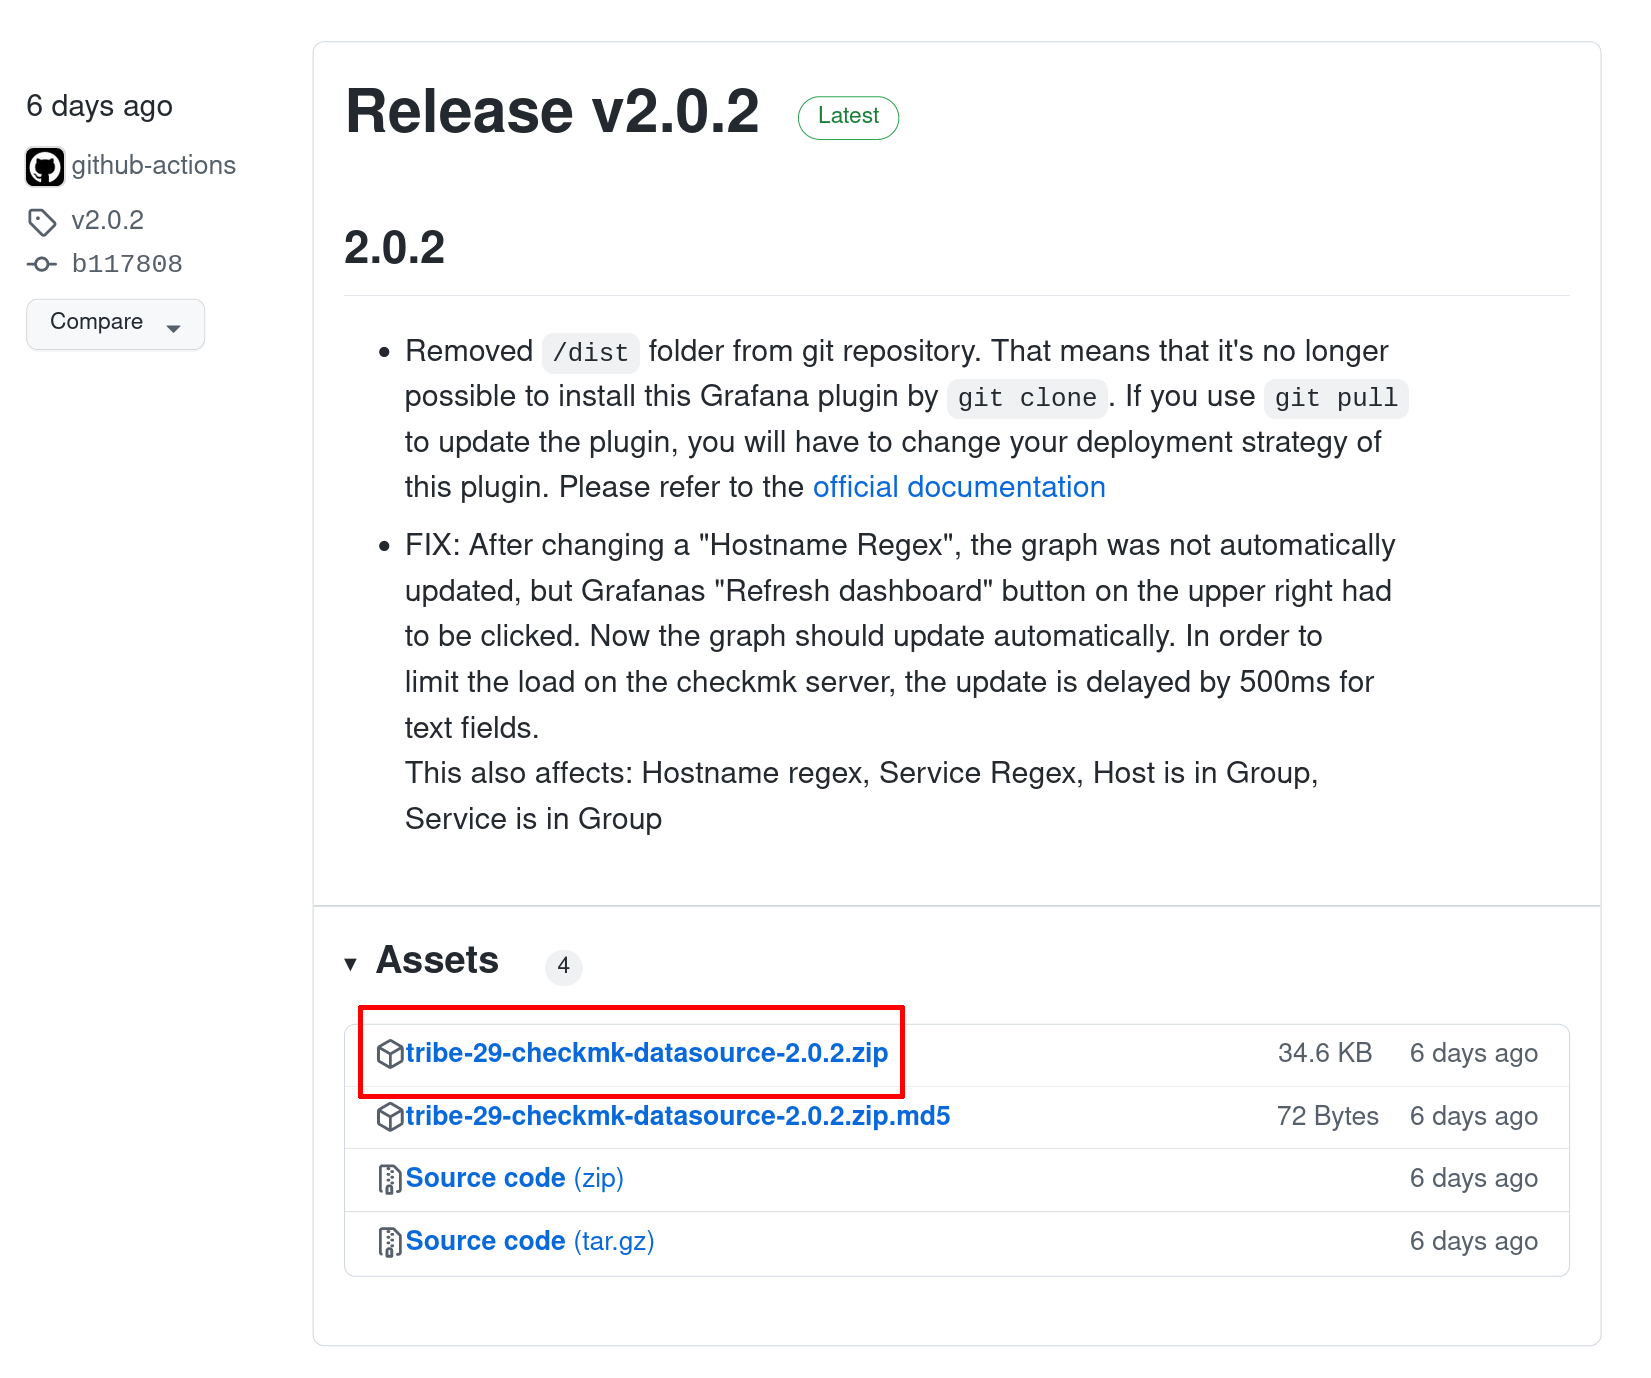 6 days ago
github-actions
v2.0.2
b117808
Compare
Release v2.0.2 Latest
2.0.2
Removed /dist folder from git repository. That means that it's no longer
possible to install this Grafana plugin by git clone. If you use git pull
to update the plugin, you will have to change your deployment strategy of
this plugin. Please refer to the official documentation
FIX: After changing a "Hostname Regex", the graph was not automatically
updated, but Grafanas "Refresh dashboard" button on the upper right had
to be clicked. Now the graph should update automatically. In order to
limit the load on the checkmk server, the update is delayed by 500ms for
text fields.
This also affects: Hostname regex, Service Regex, Host is in Group,
Service is in Group
Assets 4
tribe-29-checkmk-datasource-2.0.2.zip 34.6 KB 6 days ago
tribe-29-checkmk-datasource-2.0.2.zip.md5 72 Bytes 6 days ago
Source code (zip) 6 days ago
Source code (tar.gz) 6 days ago